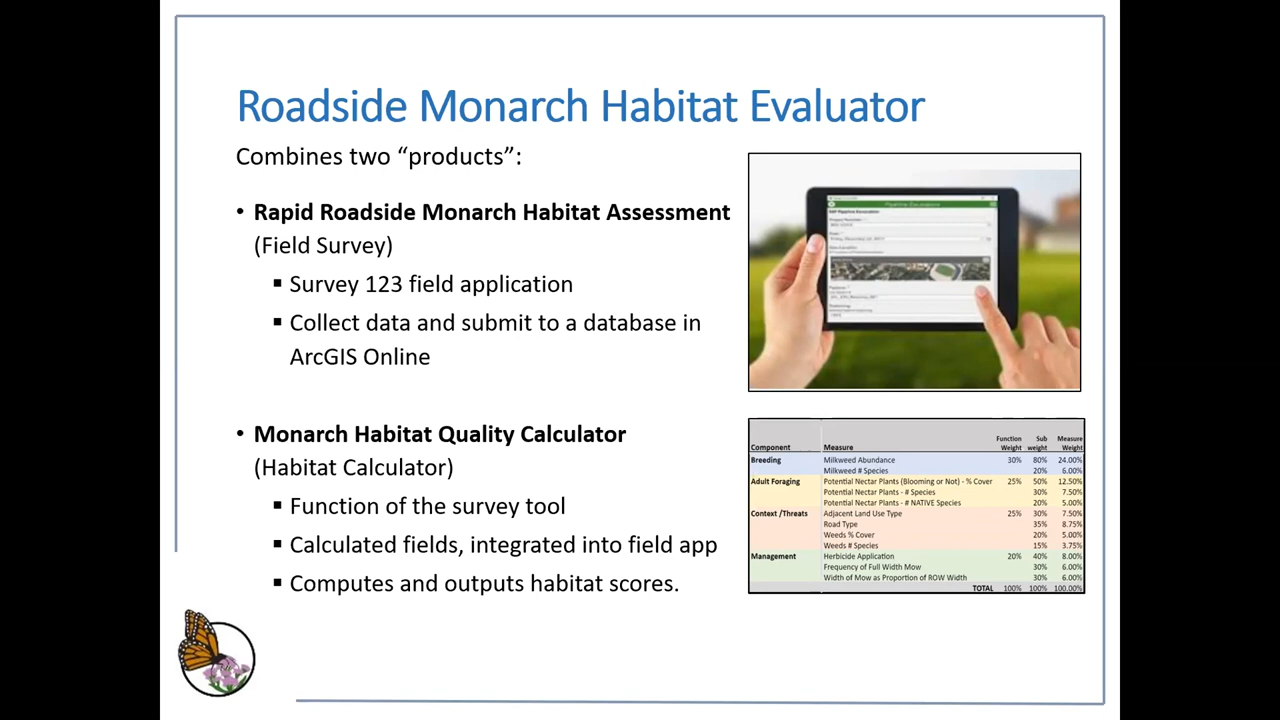 Roadside Monarch Habitat Evaluator
Combines two “products”:
• Rapid Roadside Monarch Habitat Assessment
(Field Survey)
▪ Survey 123 field application
▪ Collect data and submit to a database in
ArcGIS Online
• Monarch Habitat Quality Calculator
(Habitat Calculator)
▪ Function of the survey tool
▪ Calculated fields, integrated into field app
▪ Computes and outputs habitat scores.
Component Measure Function Weight Sub weight Measure Weight
Breeding Milkweed Abundance 30% 80% 24.00%
Milkweed # Species 20% 6.00%
Adult Foraging Potential Nectar Plants (Blooming or Not) - % Cover 25% 50% 12.50%
Potential Nectar Plants - # Species 30% 7.50%
Potential Nectar Plants - # NATIVE Species 20% 5.00%
Context /Threats Adjacent Land Use Type 25% 30% 7.50%
Road Type 35% 8.75%
Weeds % Cover 20% 5.00%
Weeds # Species 15% 3.75%
Management Herbicide Application 20% 40% 8.00%
Frequency of Full Width Mow 30% 6.00%
Width of Mow as Proportion of ROW Width 30% 6.00%
TOTAL 100% 100% 100.00%